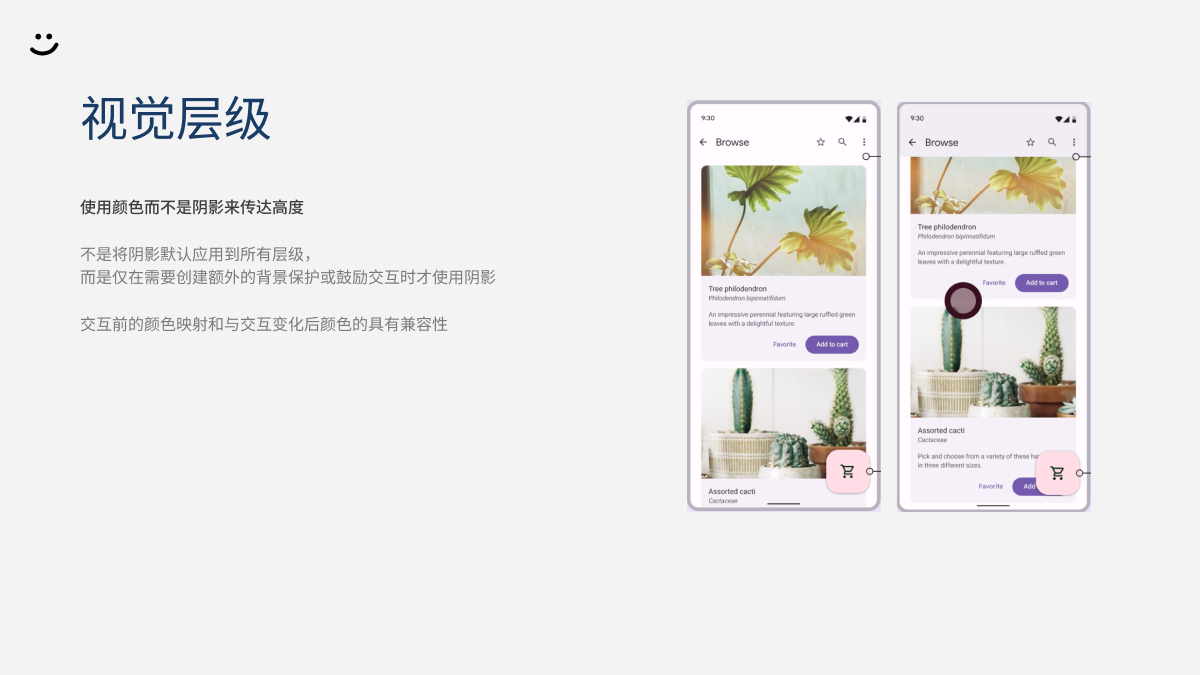 视觉层级
使用颜色而不是阴影来传达高度
不是将阴影默认应用到所有层级，
而是仅在需要创建额外的背景保护或鼓励交互时才使用阴影
交互前的颜色映射和与交互变化后颜色的具有兼容性
9:30
Browse
Tree philodendron
Philodendron bipinnatifidum
An impressive perennial featuring large ruffled green
leaves with a delightful texture.
Favorite
Add to cart
Assorted cacti
Cactaceae
9:30
Browse
Tree philodendron
Philodendron bipinnatifidum
An impressive perennial featuring large ruffled green
leaves with a delightful texture.
Favorite
Add to cart
Assorted cacti
Cactaceae
Pick and choose from a variety of these
in three different sizes.
Favorite
Add